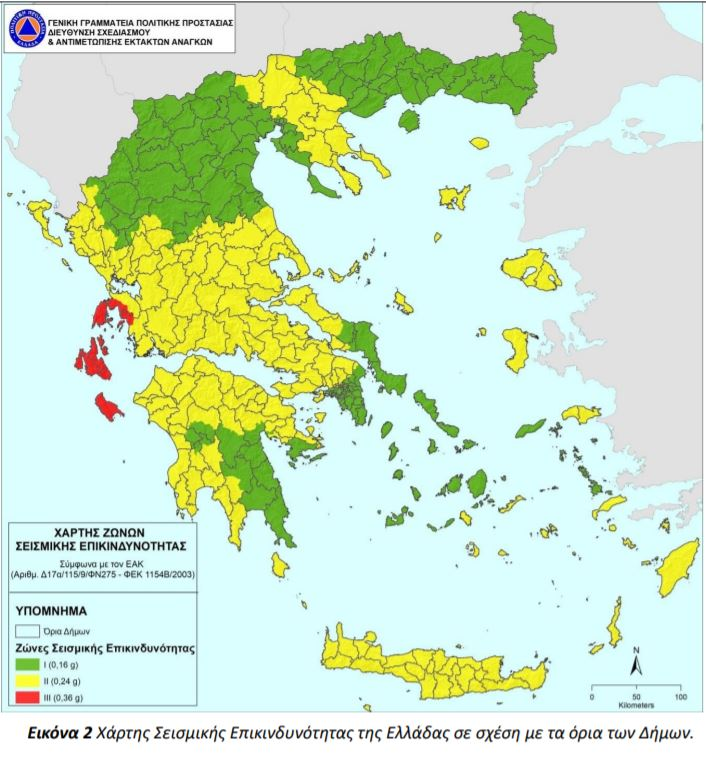 ΓΕΝΙΚΗ ΓΡΑΜΜΑΤΕΙΑ ΠΟΛΙΤΙΚΗΣ ΠΡΟΣΤΑΣΙΑΣ
ΔΙΕΥΘΥΝΣΗ ΣΧΕΔΙΑΣΜΟΥ
& ΑΝΤΙΜΕΤΩΠΙΣΗΣ ΕΚΤΑΚΤΩΝ ΑΝΑΓΚΩΝ
ΧΑΡΤΗΣ ΖΩΝΩΝ
ΣΕΙΣΜΙΚΗΣ ΕΠΙΚΙΝΔΥΝΟΤΗΤΑΣ
Σύμφωνα με τον ΕΑΚ
(Αριθμ. Δ17α/115/9/ΦΝ275 - ΦΕΚ 1154Β/2003)
ΥΠΟΜΝΗΜΑ
Όρια Δήμων
Ζώνες Σεισμικής Επικινδυνότητας
I (0,16 g)
II (0,24 g)
III (0,36 g)
N
0 50 100
Kilometers
Εικόνα 2 Χάρτης Σεισμικής Επικινδυνότητας της Ελλάδας σε σχέση με τα όρια των Δήμων.